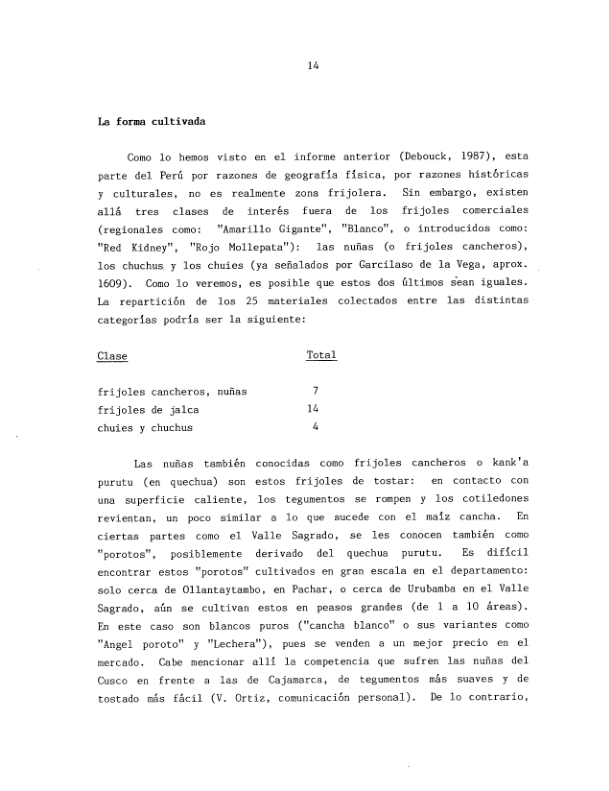 14
La forma cultivada
Como lo hemos visto en el informe anterior (Debouck, 1987), esta
parte del Perú por razones de geografía física, por razones históricas
y culturales, no es realmente zona frijolera. Sin embargo, existen
allá tres clases de interés fuera de los frijoles comerciales
(regionales como: "Amarillo Gigante", "Blanco", o introducidos como:
"Red Kidney", "Rojo Mollepata"): las nuñas (o frijoles cancheros),
los chuchus y los chuies (ya señalados por Garcilaso de la Vega, aprox.
1609). Como lo veremos, es posible que estos dos últimos sean iguales.
La repartición de los 25 materiales colectados entre las distintas
categorías podría ser la siguiente:
Clase Total
frijoles cancheros, nuñas 7
frijoles de jalca 14
chuies y chuchus 4
Las nuñas también conocidas como frijoles cancheros o kank'a
purutu (en quechua) son estos frijoles de tostar: en contacto con
una superficie caliente, los tegumentos se rompen y los cotiledones
revientan, un poco similar a lo que sucede con el maíz cancha. En
ciertas partes como el Valle Sagrado, se les conocen también como
"porotos", posiblemente derivado del quechua purutu. Es difícil
encontrar estos "porotos" cultivados en gran escala en el departamento:
solo cerca de Ollantaytambo, en Pachar, o cerca de Urubamba en el Valle
Sagrado, aún se cultivan estos en peasos grandes (de 1 a 10 áreas).
En este caso son blancos puros ("cancha blanco" o sus variantes como
"Angel poroto" y "Lechera"), pues se venden a un mejor precio en el
mercado. Cabe mencionar allí la competencia que sufren las nuñas del
Cusco en frente a las de Cajamarca, de tegumentos más suaves y de
tostado más fácil (V. Ortiz, comunicación personal). De lo contrario,